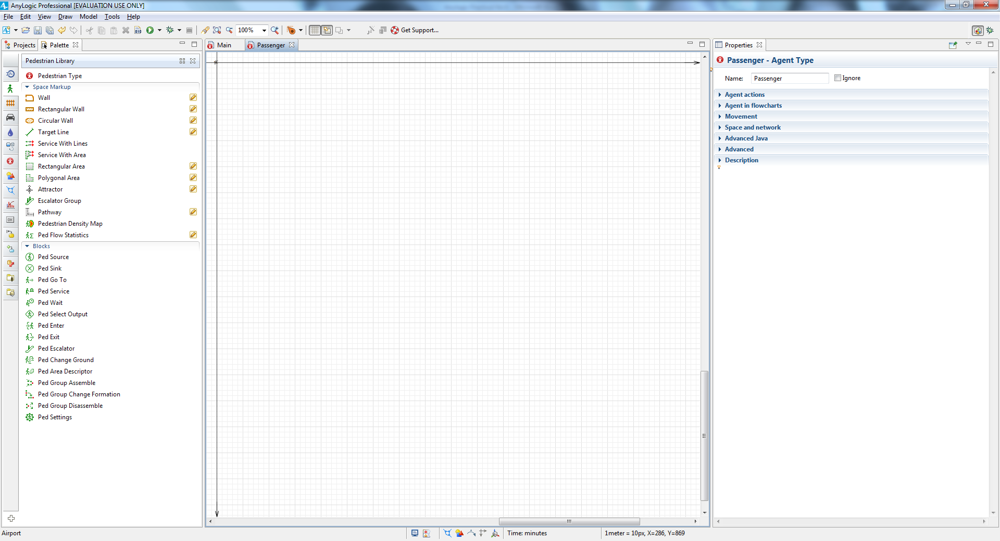 AnyLogic Professional [EVALUATION USE ONLY]
File Edit View Draw Model Tools Help
100% Get Support...
Projects Palette
Main Passenger
Properties
Pedestrian Library
Pedestrian Type
Space Markup
Wall
Rectangular Wall
Circular Wall
Target Line
Service With Lines
Service With Area
Rectangular Area
Polygonal Area
Attractor
Escalator Group
Pathway
Pedestrian Density Map
Ped Flow Statistics
Blocks
Ped Source
Ped Sink
Ped Go To
Ped Service
Ped Wait
Ped Select Output
Ped Enter
Ped Exit
Ped Escalator
Ped Change Ground
Ped Area Descriptor
Ped Group Assemble
Ped Group Change Formation
Ped Group Disassemble
Ped Settings
OK
Passenger - Agent Type
Name: Passenger Ignore
Agent actions
Agent in flowcharts
Movement
Space and network
Advanced Java
Advanced
Description
Airport
Time: minutes
1meter = 10px, X=286, Y=869